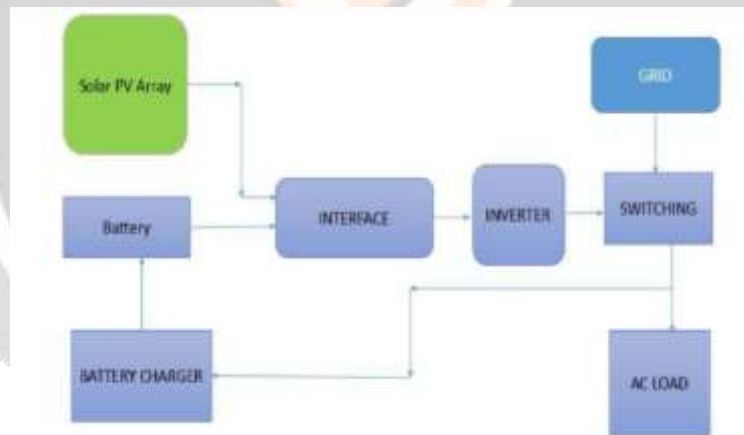 Solar PV Array
GRID
Battery
INTERFACE
INVERTER
SWITCHING
BATTERY CHARGER
AC LOAD